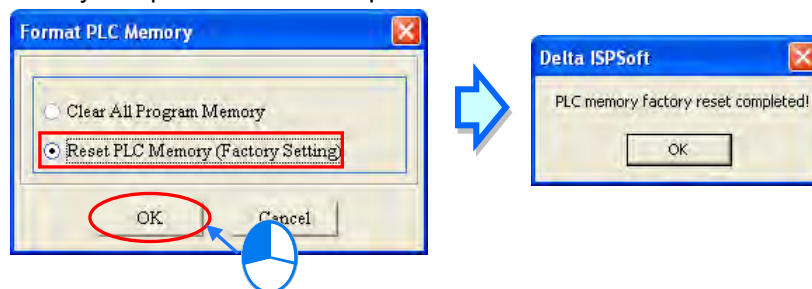 Format PLC Memory
Clear All Program Memory
Reset PLC Memory (Factory Setting)
OK
Cancel
Delta ISPSoft
PLC memory factory reset completed!
OK